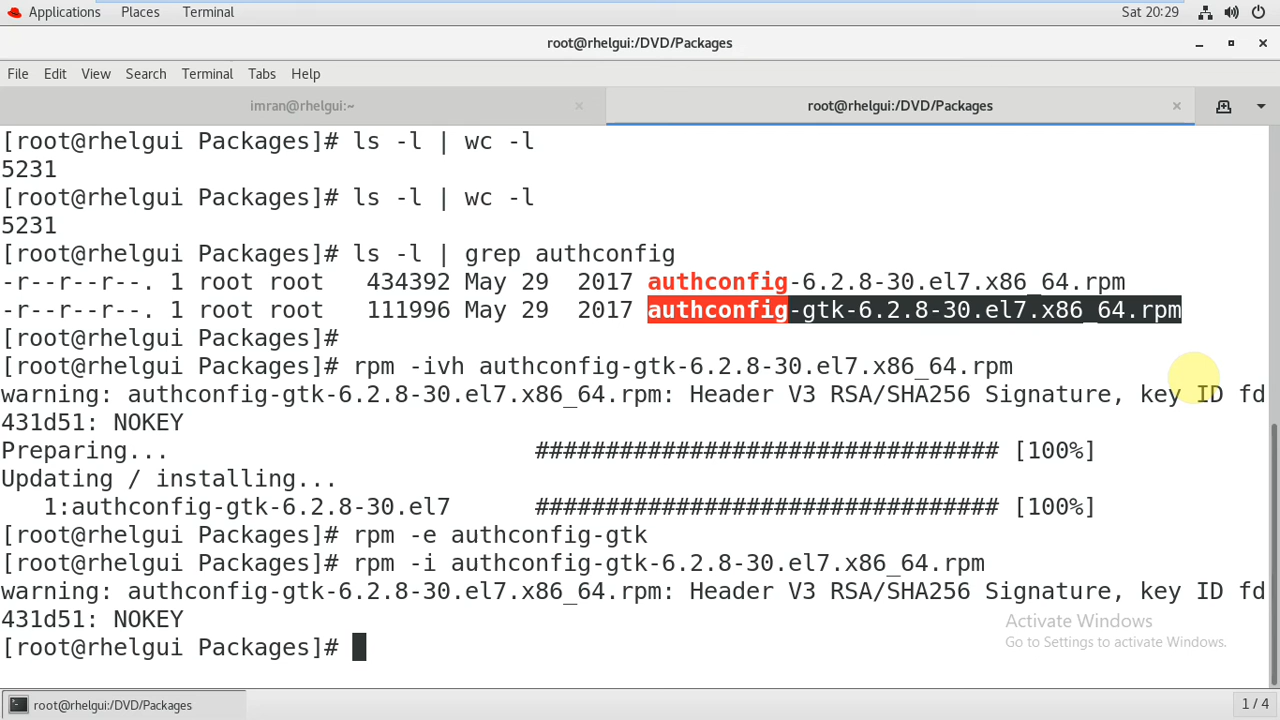 Applications Places Terminal Sat 20:29
root@rhelgui:/DVD/Packages
File Edit View Search Terminal Tabs Help
imran@rhelgui:~ × root@rhelgui:/DVD/Packages ×
[root@rhelgui Packages]# ls -l | wc -l
5231
[root@rhelgui Packages]# ls -l | wc -l
5231
[root@rhelgui Packages]# ls -l | grep authconfig
-r--r--r--. 1 root root   434392 May 29  2017 authconfig-6.2.8-30.el7.x86_64.rpm
-r--r--r--. 1 root root   111996 May 29  2017 authconfig-gtk-6.2.8-30.el7.x86_64.rpm
[root@rhelgui Packages]#
[root@rhelgui Packages]# rpm -ivh authconfig-gtk-6.2.8-30.el7.x86_64.rpm
warning: authconfig-gtk-6.2.8-30.el7.x86_64.rpm: Header V3 RSA/SHA256 Signature, key ID fd
431d51: NOKEY
Preparing...                          ################################# [100%]
Updating / installing...
   1:authconfig-gtk-6.2.8-30.el7      ################################# [100%]
[root@rhelgui Packages]# rpm -e authconfig-gtk
[root@rhelgui Packages]# rpm -i authconfig-gtk-6.2.8-30.el7.x86_64.rpm
warning: authconfig-gtk-6.2.8-30.el7.x86_64.rpm: Header V3 RSA/SHA256 Signature, key ID fd
431d51: NOKEY
[root@rhelgui Packages]#
Activate Windows
Go to Settings to activate Windows.
root@rhelgui:/DVD/Packages 1 / 4